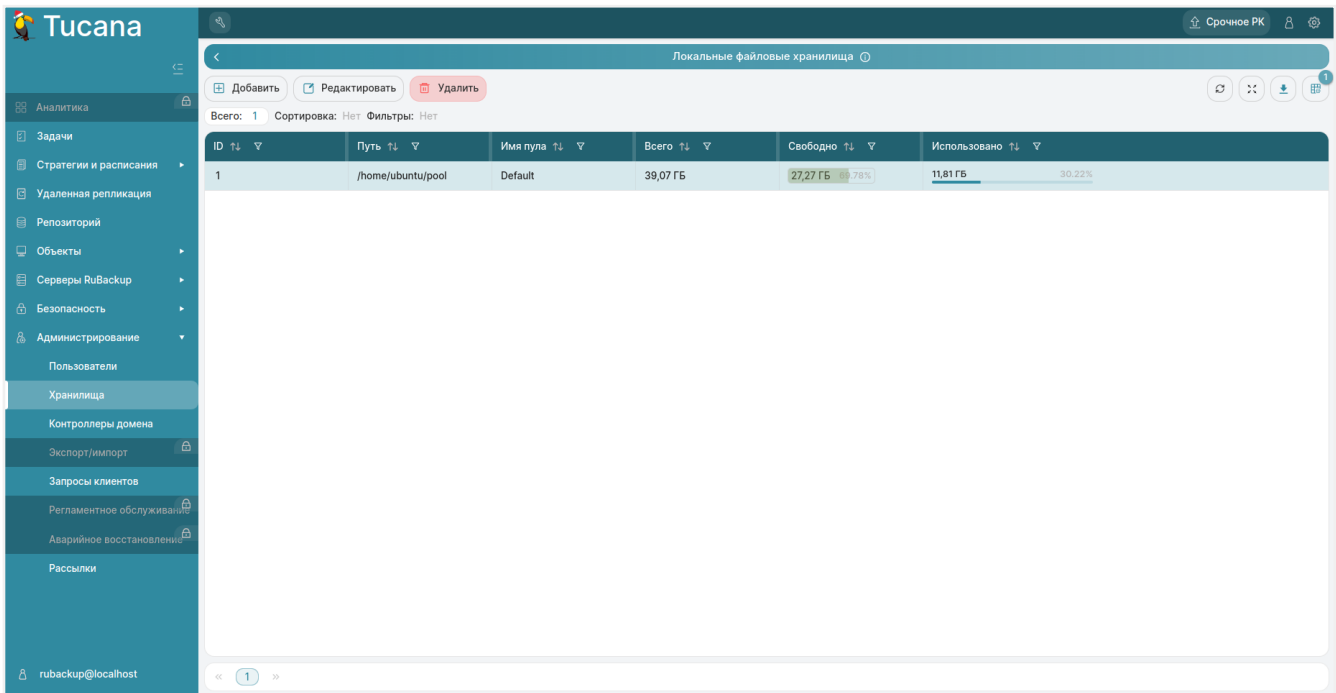 Tucana
Срочное РК
Локальные файловые хранилища
Добавить
Редактировать
Удалить
1
Всего: 1 Сортировка: Нет Фильтры: Нет
ID Путь Имя пула Всего Свободно Использовано
1 /home/ubuntu/pool Default 39,07 ГБ 27,27 ГБ 69.78% 11,81 ГБ 30.22%
Аналитика
Задачи
Стратегии и расписания
Удаленная репликация
Репозиторий
Объекты
Серверы RuBackup
Безопасность
Администрирование
Пользователи
Хранилища
Контроллеры домена
Экспорт/импорт
Запросы клиентов
Регламентное обслуживание
Аварийное восстановление
Рассылки
rubackup@localhost
« 1 »